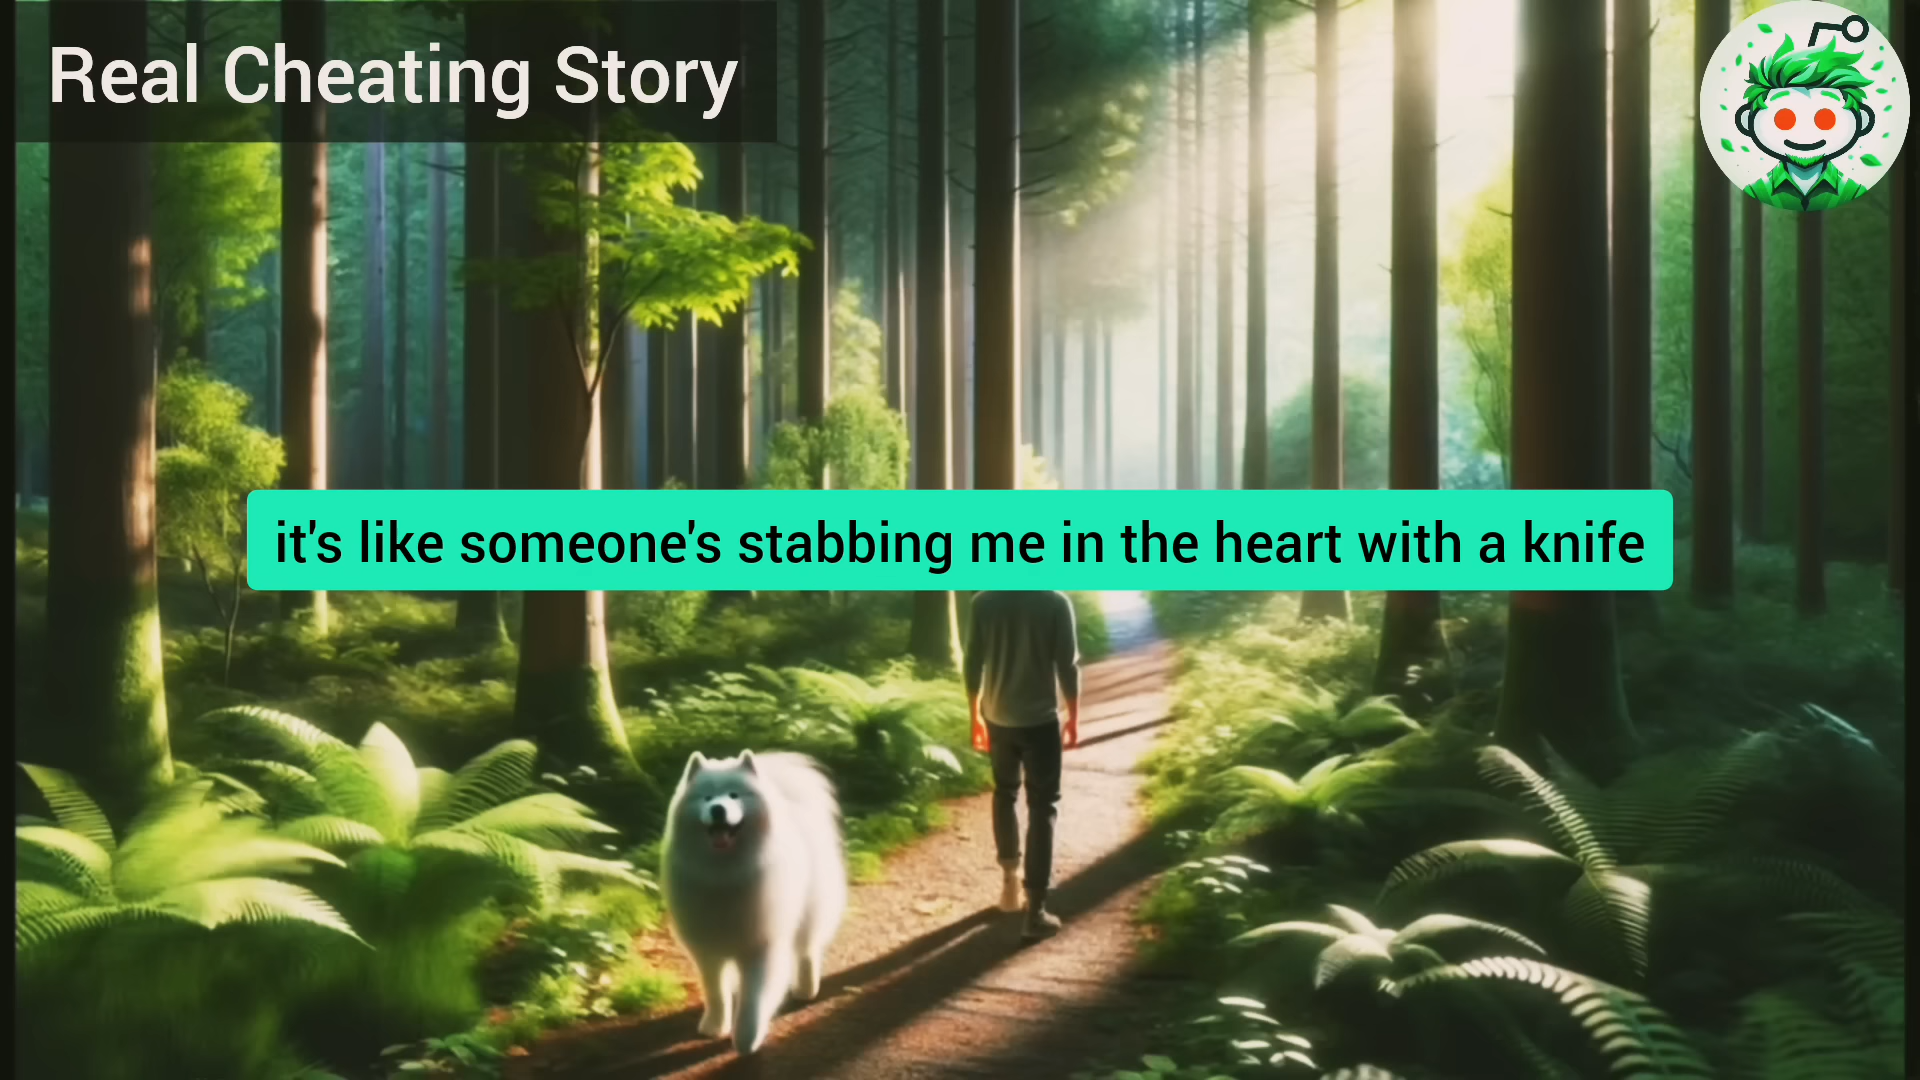 Real Cheating Story
it's like someone's stabbing me in the heart with a knife